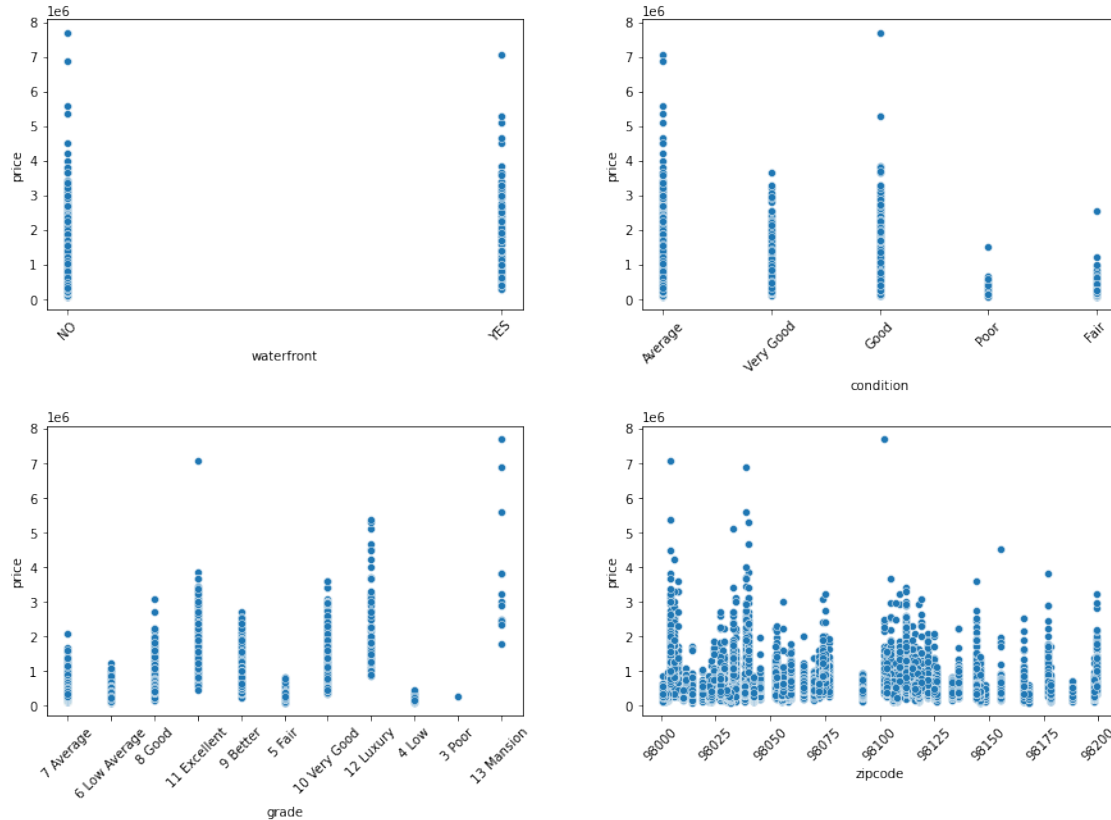 1e6
8
7
6
5
4
3
2
1
0
price
NO
YES
waterfront
1e6
8
7
6
5
4
3
2
1
0
price
Average
Very Good
Good
Poor
Fair
condition
1e6
8
7
6
5
4
3
2
1
0
price
7 Average
6 Low Average
8 Good
11 Excellent
9 Better
5 Fair
10 Very Good
12 Luxury
4 Low
3 Poor
13 Mansion
grade
1e6
8
7
6
5
4
3
2
1
0
price
98000
98025
98050
98075
98100
98125
98150
98175
98200
zipcode